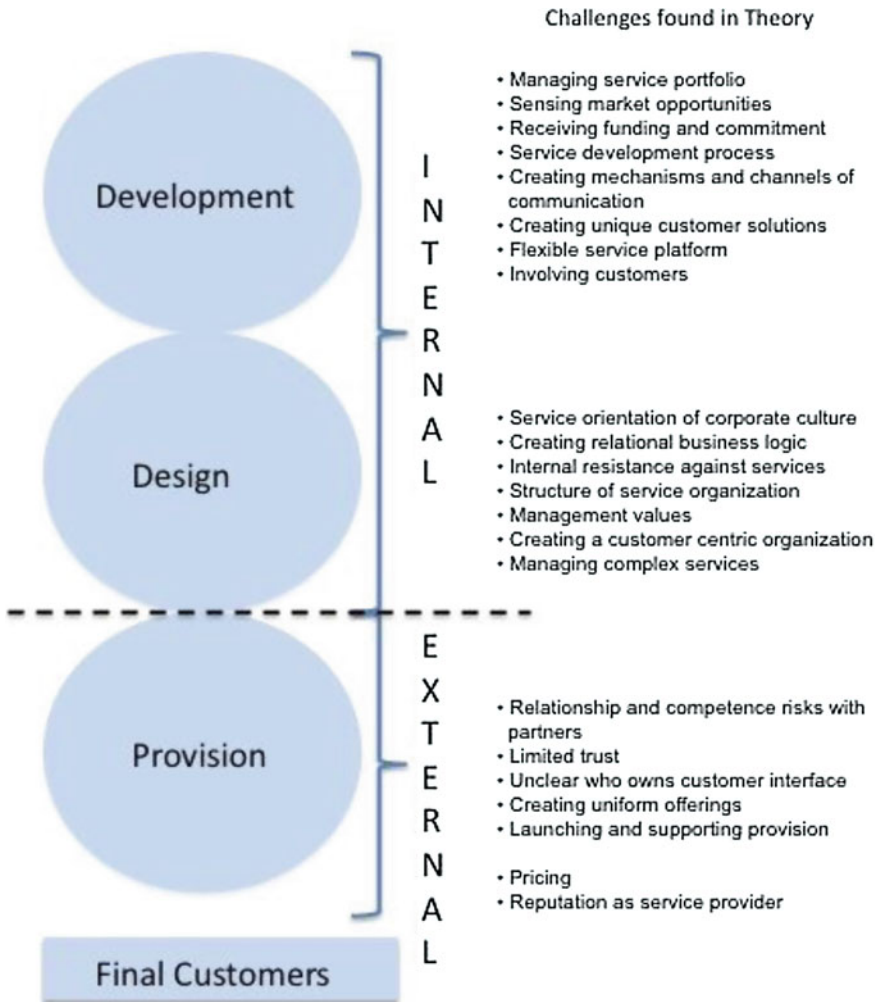 Challenges found in Theory
• Managing service portfolio
• Sensing market opportunities
• Receiving funding and commitment
• Service development process
• Creating mechanisms and channels of
communication
• Creating unique customer solutions
• Flexible service platform
• Involving customers
Development
INTERNAL
• Service orientation of corporate culture
• Creating relational business logic
• Internal resistance against services
• Structure of service organization
• Management values
• Creating a customer centric organization
• Managing complex services
Design
EXTERNAL
• Relationship and competence risks with
partners
• Limited trust
• Unclear who owns customer interface
• Creating uniform offerings
• Launching and supporting provision
• Pricing
• Reputation as service provider
Provision
Final Customers